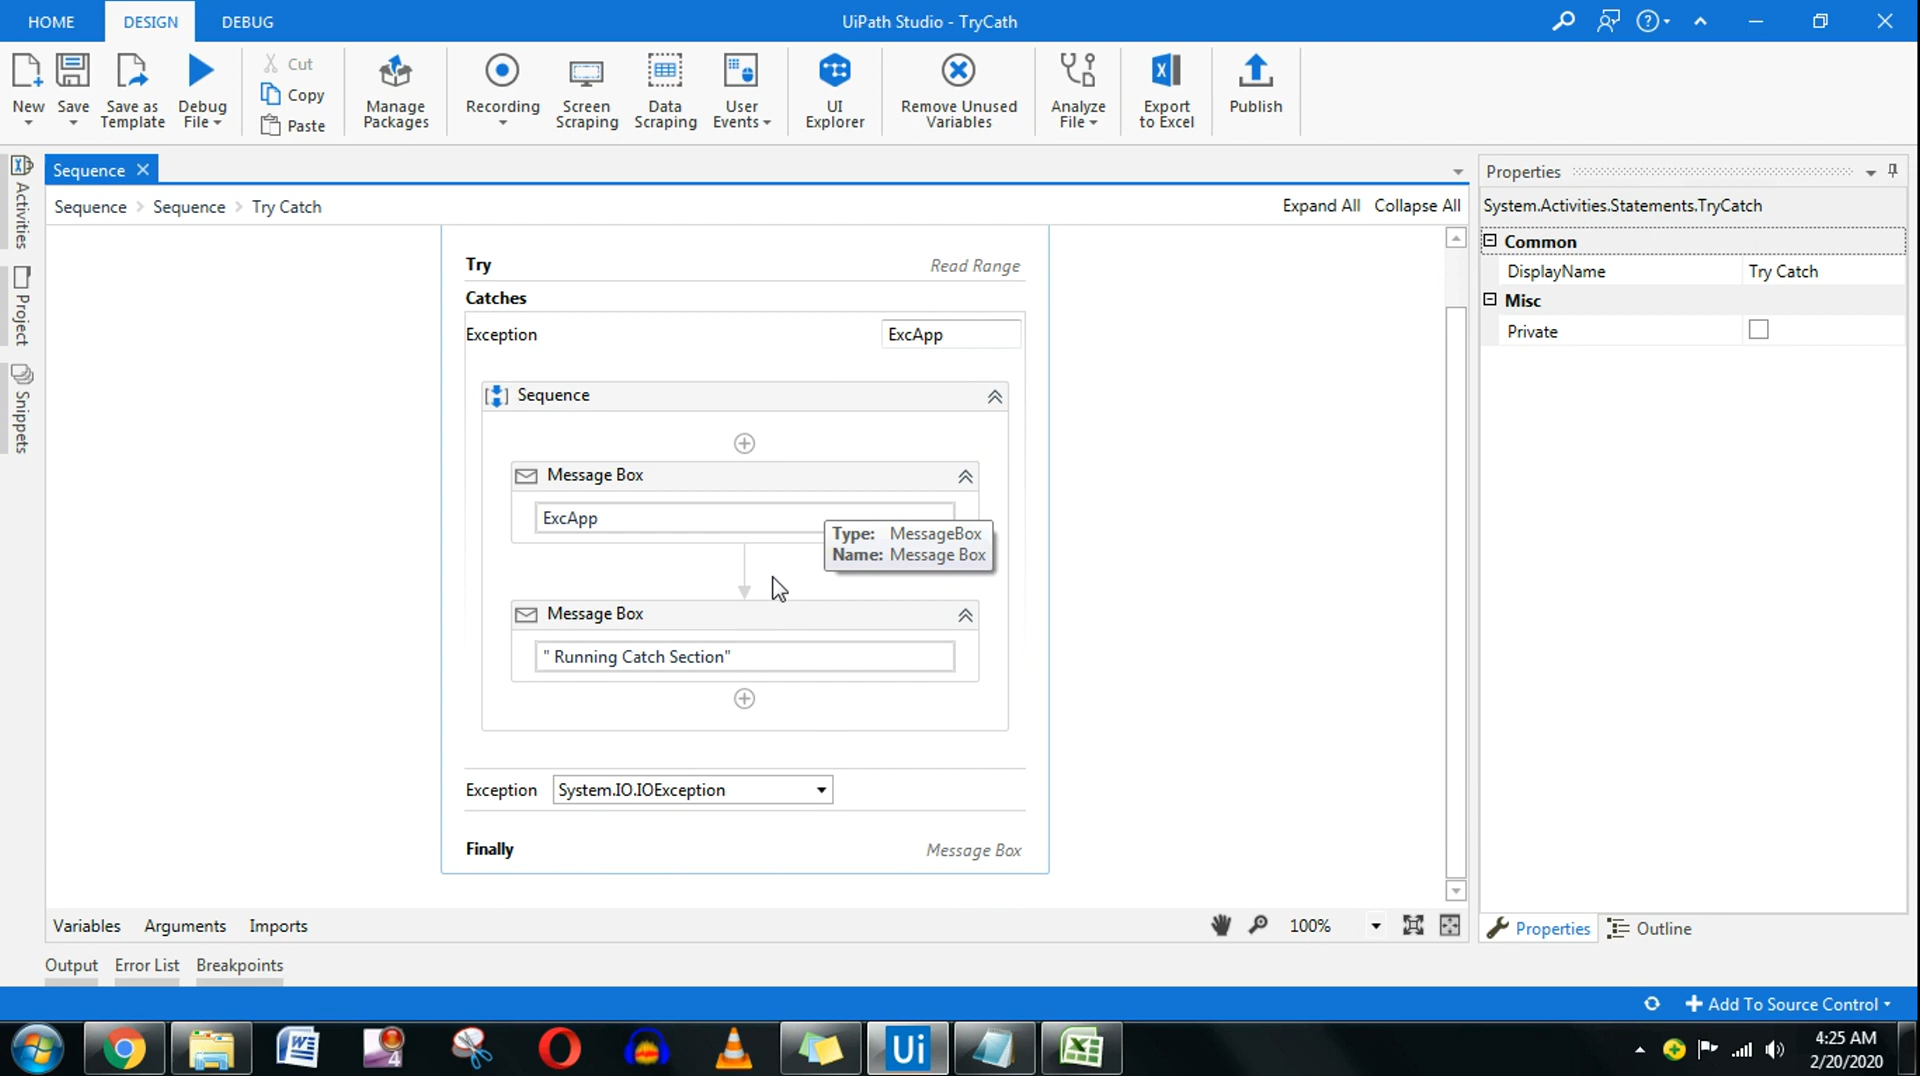 HOME DESIGN DEBUG UiPath Studio - TryCath
New Save Save as Template Debug File Cut Copy Paste Manage Packages Recording Screen Scraping Data Scraping User Events UI Explorer Remove Unused Variables Analyze File Export to Excel Publish
Sequence
Sequence > Sequence > Try Catch Expand All Collapse All
Activities
Project
Snippets
Try Read Range
Catches
Exception ExcApp
Sequence
Message Box
ExcApp
Type: MessageBox
Name: Message Box
Message Box
" Running Catch Section"
Exception System.IO.IOException
Finally Message Box
Properties
System.Activities.Statements.TryCatch
Common
DisplayName Try Catch
Misc
Private
Variables Arguments Imports 100%
Properties Outline
Output Error List Breakpoints
Add To Source Control
4
Ui
4:25 AM
2/20/2020